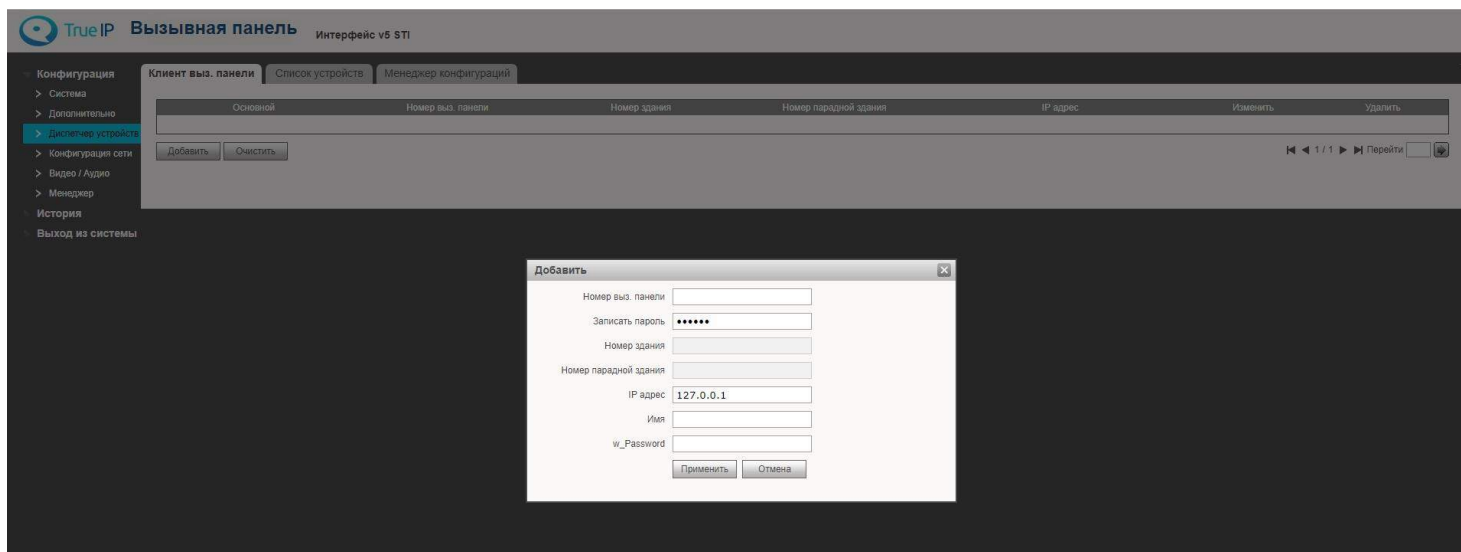 True IP Вызывная панель Интерфейс v5 STI
Конфигурация
> Система
> Дополнительно
> Диспетчер устройств
> Конфигурация сети
> Видео / Аудио
> Менеджер
История
Выход из системы
Клиент выз. панели Список устройств Менеджер конфигураций
Основной Номер выз. панели Номер здания Номер парадной здания IP адрес Изменить Удалить
Добавить Очистить 1 / 1 Перейти
Добавить
Номер выз. панели
Записать пароль ••••••
Номер здания
Номер парадной здания
IP адрес 127.0.0.1
Имя
w_Password
Применить Отмена